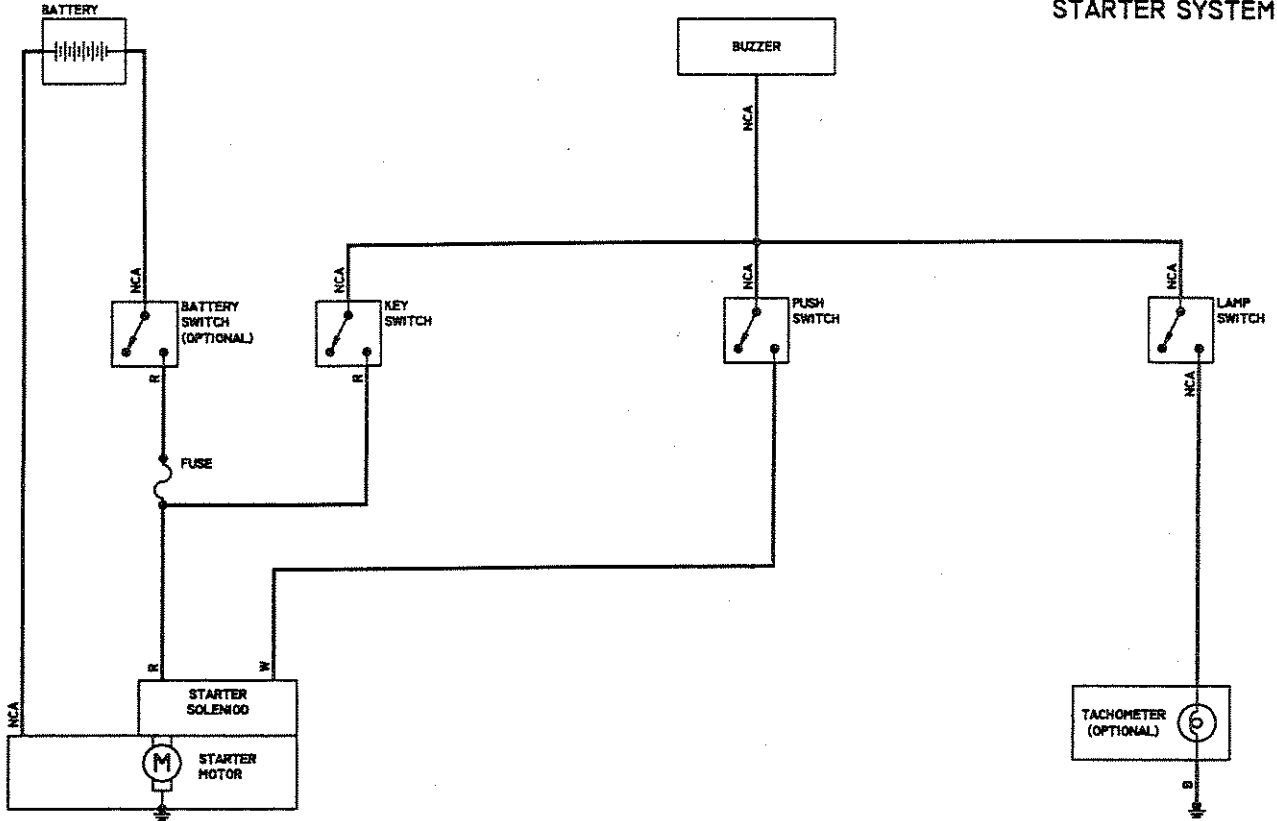 BATTERY
STARTER SYSTEM
BUZZER
NCA
NCA
NCA
NCA
NCA
BATTERY
SWITCH
(OPTIONAL)
KEY
SWITCH
PUSH
SWITCH
LAMP
SWITCH
R
R
NCA
FUSE
R
W
NCA
STARTER
SOLENIOD
STARTER
MOTOR
M
TACHOMETER
(OPTIONAL)
B